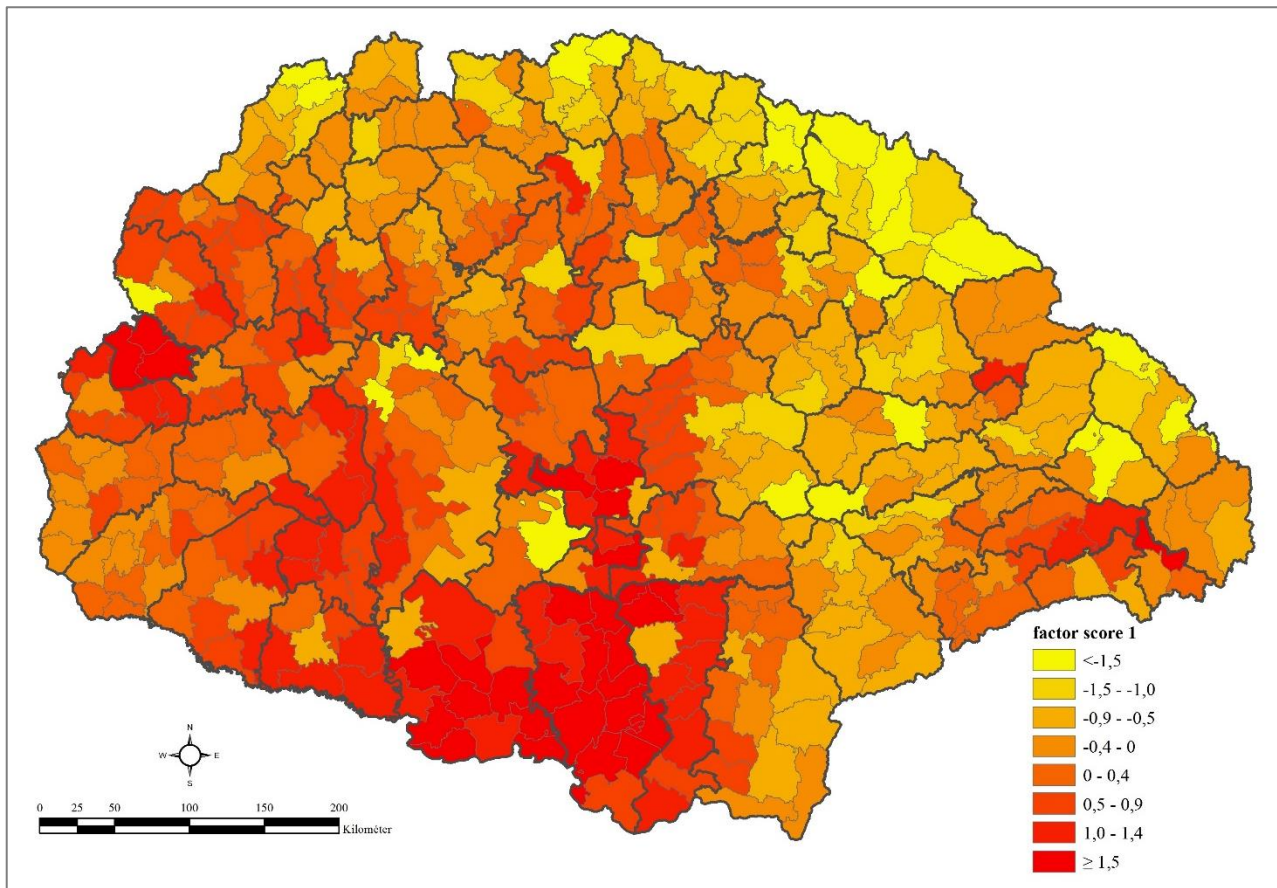 N
W E
S
0 25 50 100 150 200
Kilométer
factor score 1
<-1,5
-1,5 - -1,0
-0,9 - -0,5
-0,4 - 0
0 - 0,4
0,5 - 0,9
1,0 - 1,4
≥ 1,5